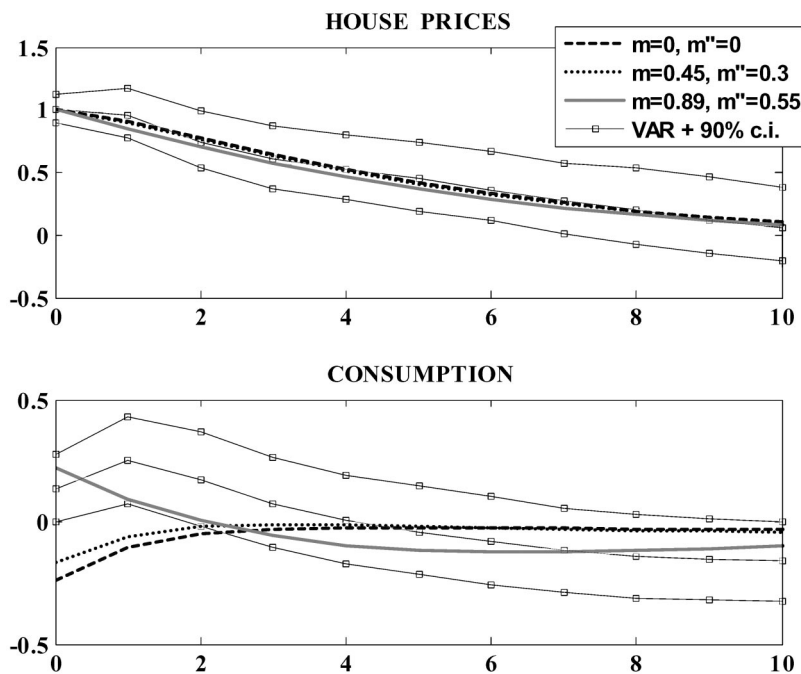 HOUSE PRICES
1.5
1
0.5
0
-0.5
0 2 4 6 8 10
m=0, m"=0
m=0.45, m"=0.3
m=0.89, m"=0.55
VAR + 90% c.i.
CONSUMPTION
0.5
0
-0.5
0 2 4 6 8 10